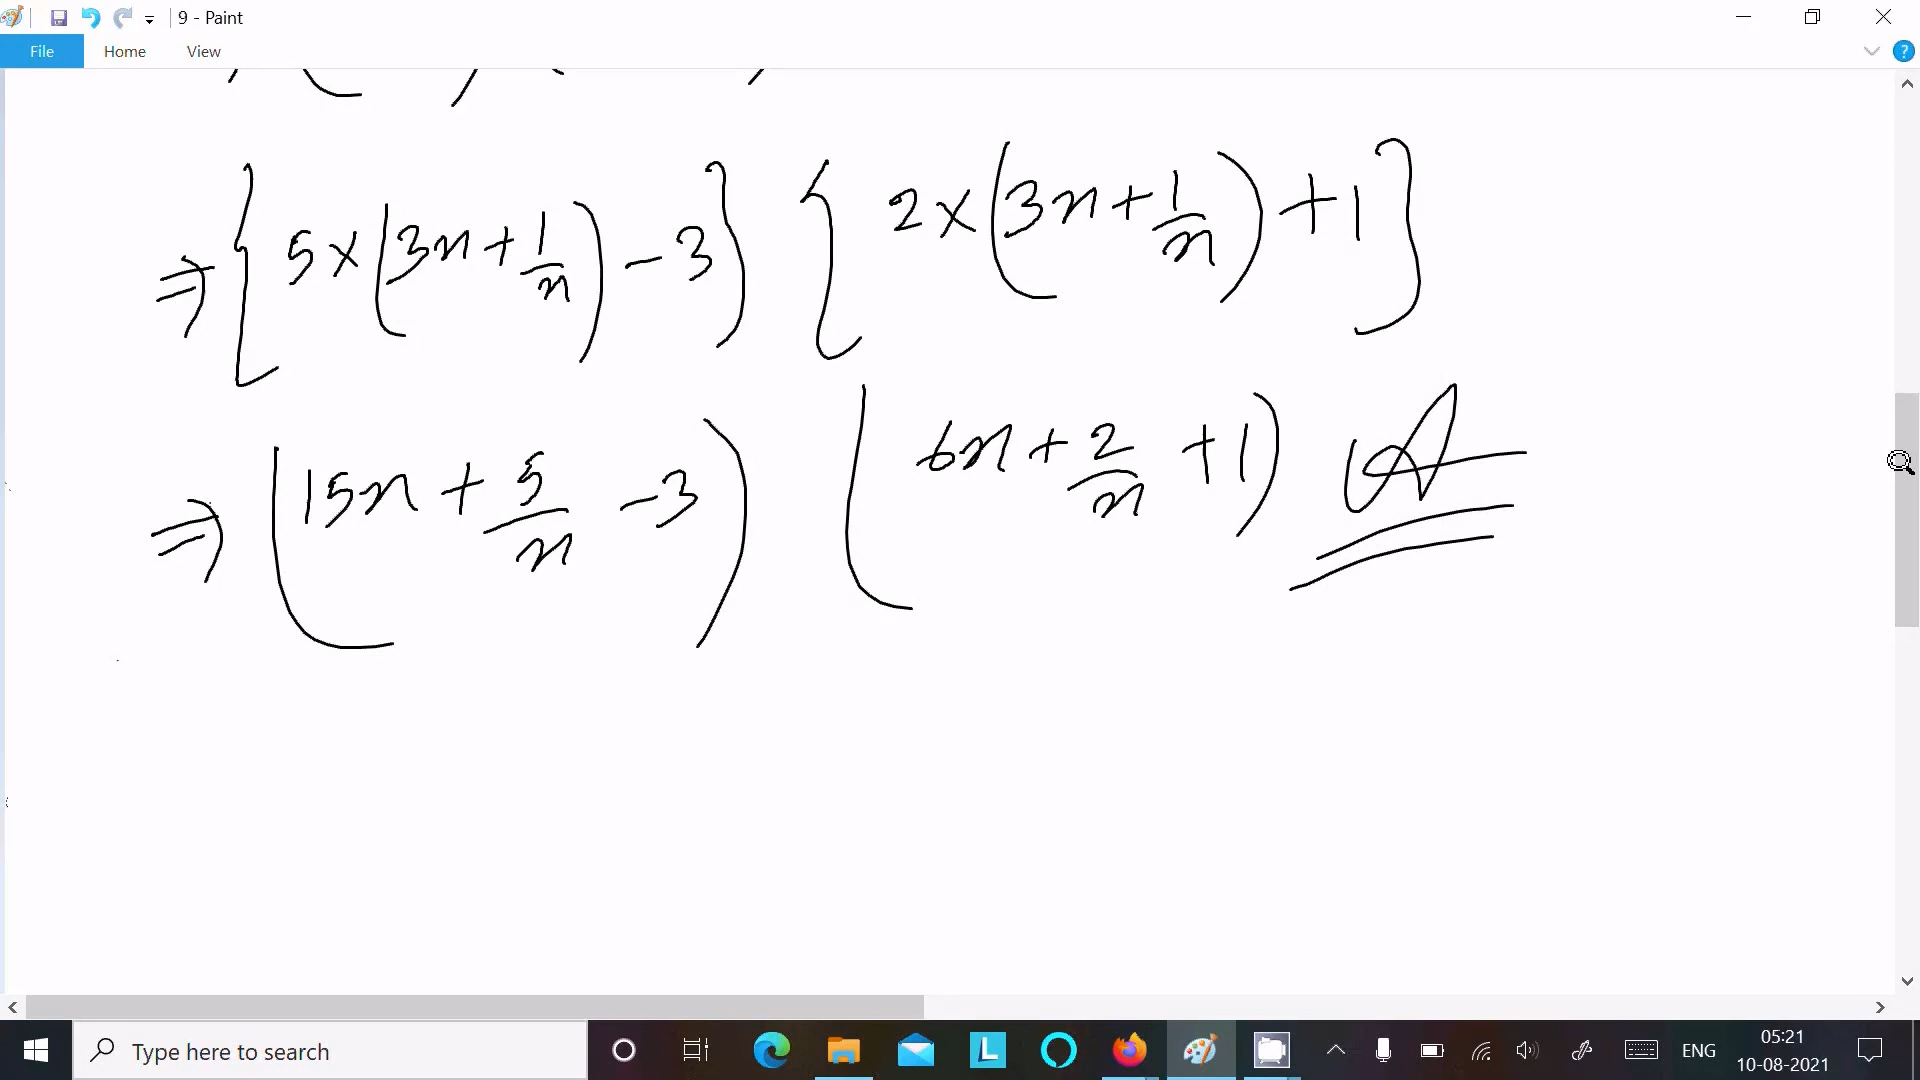 9 - Paint
File Home View
⇒ {5×(3x+1/x)-3} {2×(3x+1/x)+1}
⇒ (15x+5/x-3) (6x+2/x+1)
Type here to search
ENG
05:21
10-08-2021